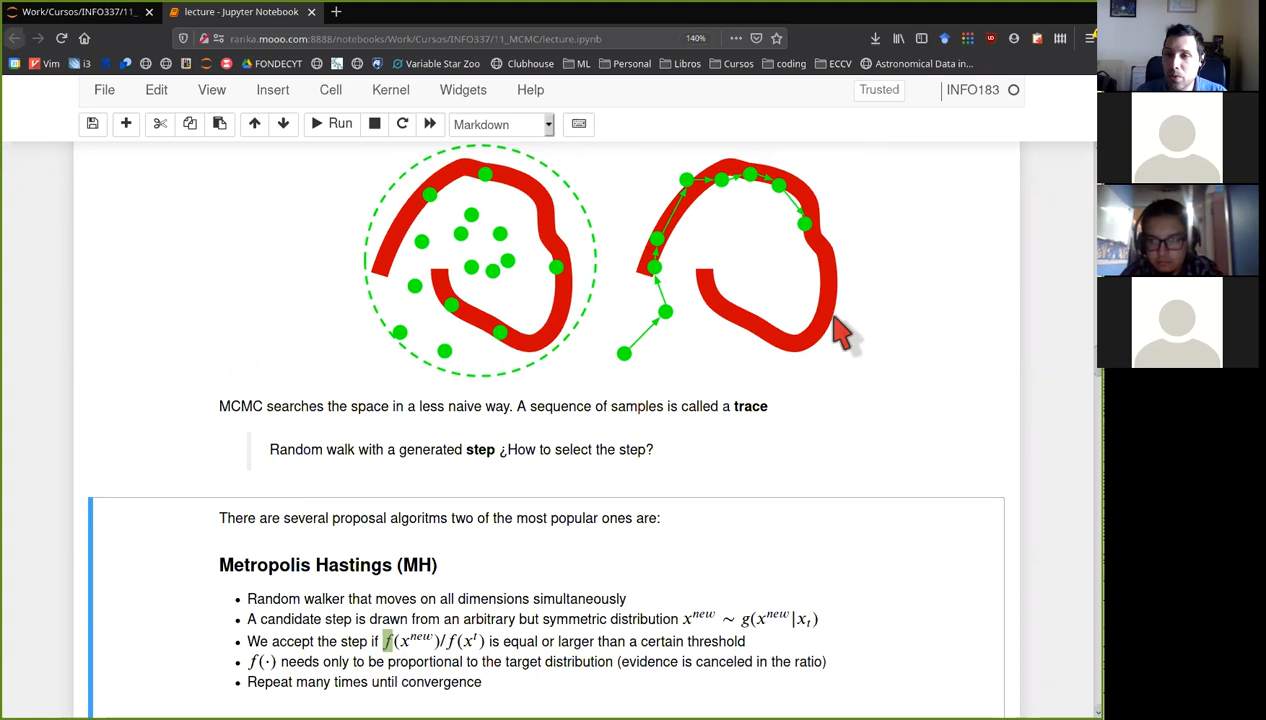 Work/Cursos/INFO337/11_ × lecture - Jupyter Notebook × +
ranka.mooo.com:8888/notebooks/Work/Cursos/INFO337/11_MCMC/lecture.ipynb 140%
Vim i3 FONDECYT Variable Star Zoo Clubhouse ML Personal Libros Cursos coding ECCV Astronomical Data in...
File Edit View Insert Cell Kernel Widgets Help Trusted INFO183
Run Markdown
MCMC searches the space in a less naive way. A sequence of samples is called a trace
Random walk with a generated step ¿How to select the step?
There are several proposal algoritms two of the most popular ones are:
Metropolis Hastings (MH)
• Random walker that moves on all dimensions simultaneously
• A candidate step is drawn from an arbitrary but symmetric distribution x^{new} ~ g(x^{new}|x_t)
• We accept the step if f(x^{new})/f(x^t) is equal or larger than a certain threshold
• f(·) needs only to be proportional to the target distribution (evidence is canceled in the ratio)
• Repeat many times until convergence